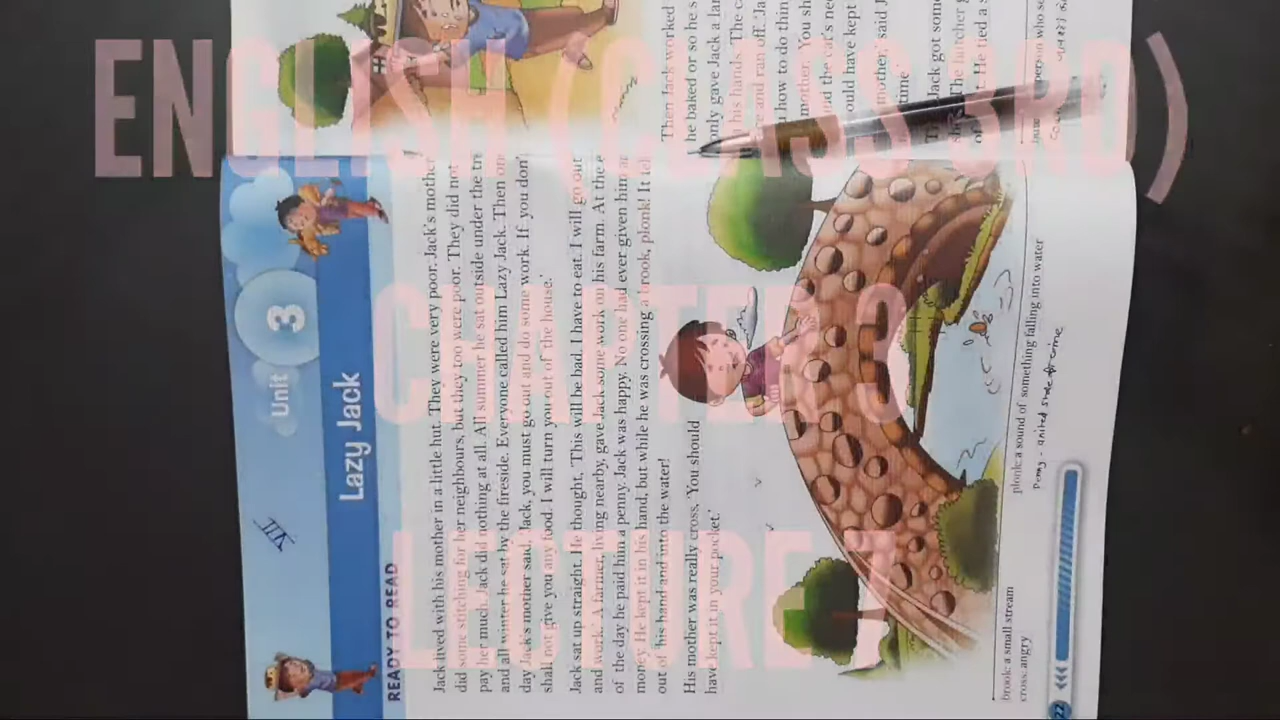 ENGLISH (CLASS 3RD)
CHAPTER 3
LECTURE 7
Unit 3
III
Lazy Jack
READY TO READ
Jack lived with his mother in a little hut. They were very poor. Jack's mother
did some stitching for her neighbours, but they too were poor. They did not
pay her much. Jack did nothing at all. All summer he sat outside under the
and all winter he sat by the fireside. Everyone called him Lazy Jack. Then
day Jack's mother said, 'Jack, you must go out and do some work. If you don't
shall not give you any food. I will turn you out of the house.'
Jack sat up straight. He thought, 'This will be bad. I have to eat. I will go out
and work.' A farmer, living nearby, gave Jack some work on his farm. At the
of the day he paid him a penny. Jack was happy. No one had ever given him
money. He kept it in his hand, but while he was crossing a brook, plonk! It
out of his hand and into the water!
His mother was really cross. 'You should
have kept it in your pocket.'
brook: a small stream
cross: angry
plonk: a sound of something falling into water
Penny -
22
Then Jack worked
he baked or so he
only gave Jack a
his hands. The
and ran off.
how to do
mother. 'You
and the cat's
ould have kept
mother,' said
time
Jack got some
The butcher
it. He tied a
person who